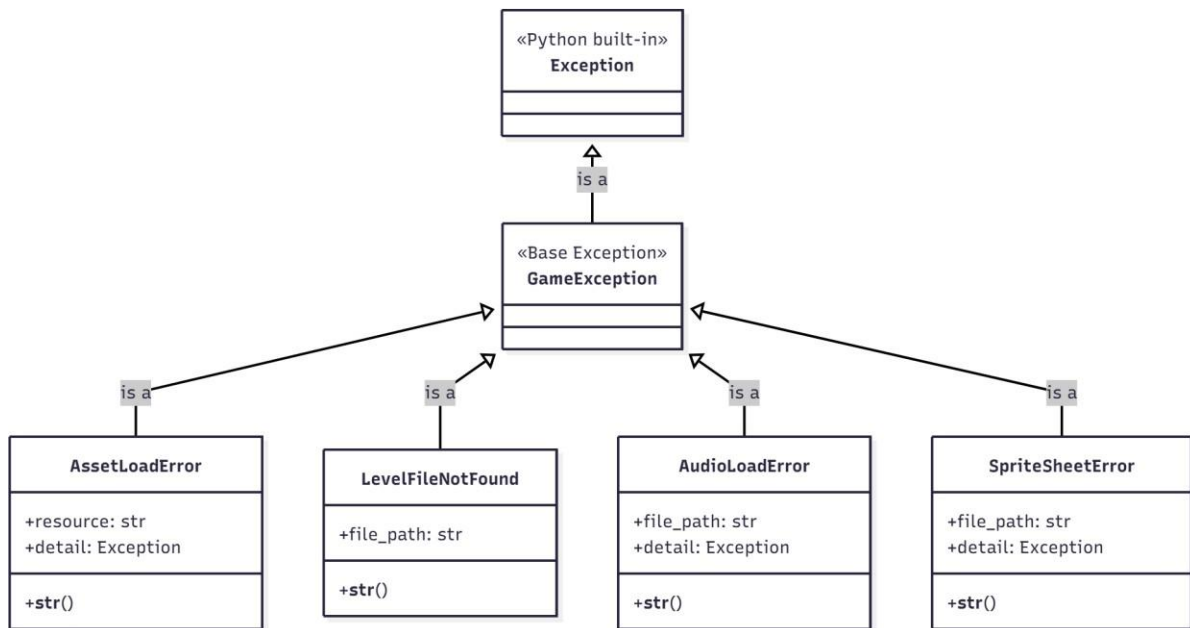 «Python built-in»
Exception
is a
«Base Exception»
GameException
is a
is a
is a
is a
AssetLoadError
+resource: str
+detail: Exception
+str()
LevelFileNotFound
+file_path: str
+str()
AudioLoadError
+file_path: str
+detail: Exception
+str()
SpriteSheetError
+file_path: str
+detail: Exception
+str()